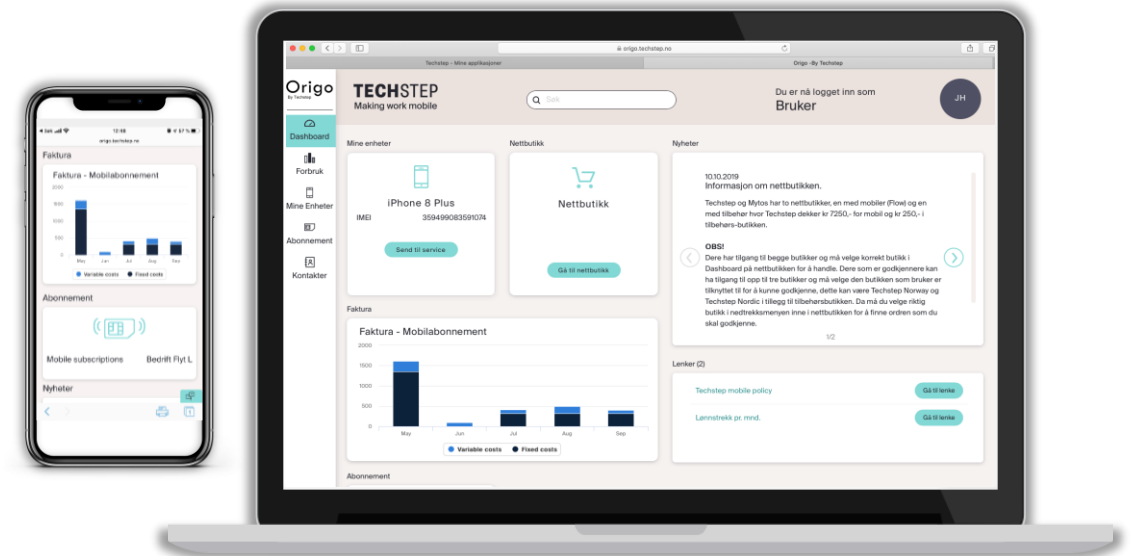 12:48
67 %
origo.techstep.no
Faktura
Faktura - Mobilabonnement
2000
1500
1000
500
0
May Jun Jul Aug Sep
Variable costs Fixed costs
Abonnement
Mobile subscriptions Bedrift Flyt L
Nyheter
origo.techstep.no
Techstep - Mine applikasjoner
Origo -By Techstep
Origo
By Techstep
TECHSTEP
Making work mobile
Søk
Du er nå logget inn som
Bruker
JH
Dashboard
Forbruk
Mine Enheter
Abonnement
Kontakter
Mine enheter
iPhone 8 Plus
IMEI 359499083591074
Send til service
Nettbutikk
Nettbutikk
Gå til nettbutikk
Nyheter
10.10.2019
Informasjon om nettbutikken.
Techstep og Mytos har to nettbutikker, en med mobiler (Flow) og en
med tilbehør hvor Techstep dekker kr 7250,- for mobil og kr 250,- i
tilbehørs-butikken.
OBS!
Dere har tilgang til begge butikker og må velge korrekt butikk i
Dashboard på nettbutikken for å handle. Dere som er godkjennere kan
ha tilgang til opp til tre butikker og må velge den butikken som bruker er
tilknyttet til for å kunne godkjenne, dette kan være Techstep Norway og
Techstep Nordic i tillegg til tilbehørsbutikken. Da må du velge riktig
butikk i nedtrekksmenyen inne i nettbutikken for å finne ordren som du
skal godkjenne.
1/2
Faktura
Faktura - Mobilabonnement
2000
1500
1000
500
0
May Jun Jul Aug Sep
Variable costs Fixed costs
Lenker (2)
Techstep mobile policy Gå til lenke
Lønnstrekk pr. mnd. Gå til lenke
Abonnement